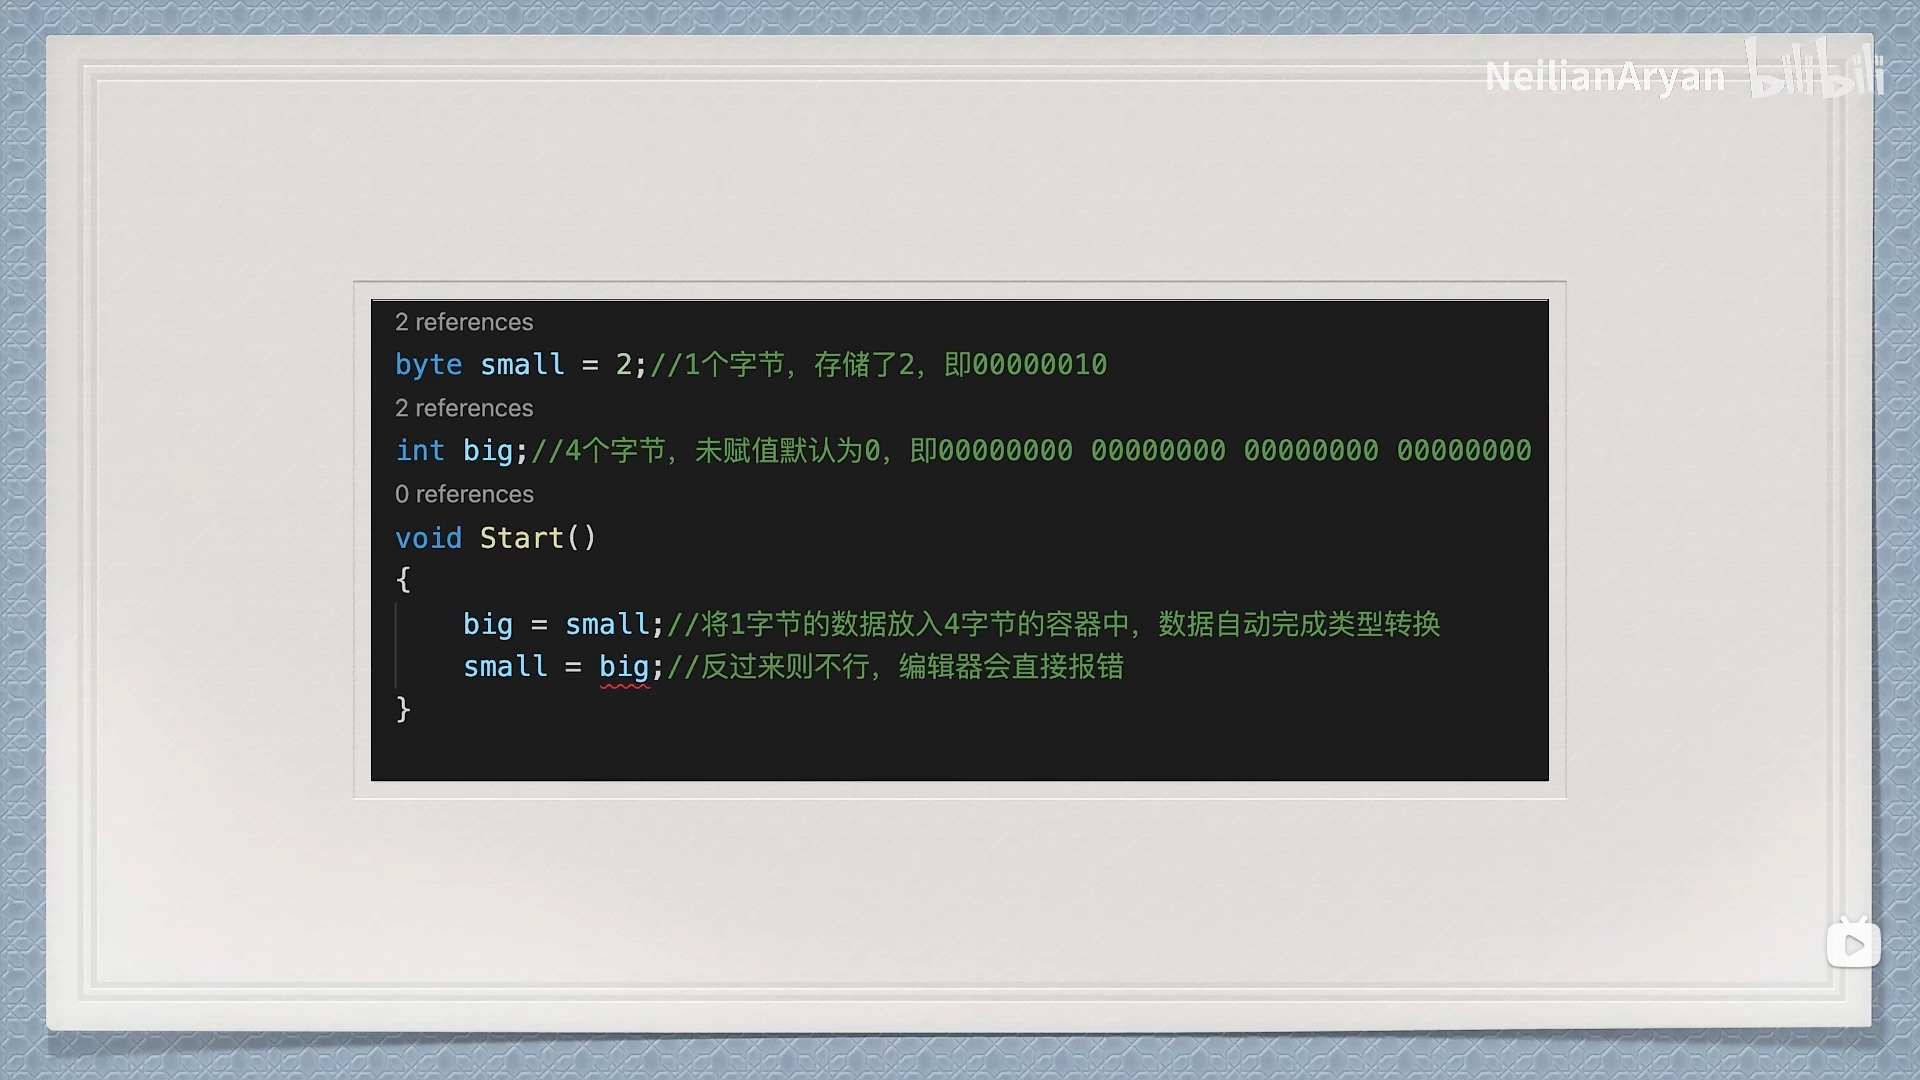 NeilianAryan bilibili
2 references
byte small = 2;//1个字节，存储了2，即00000010
2 references
int big;//4个字节，未赋值默认为0，即00000000 00000000 00000000 00000000
0 references
void Start()
{
big = small;//将1字节的数据放入4字节的容器中，数据自动完成类型转换
small = big;//反过来则不行，编辑器会直接报错
}